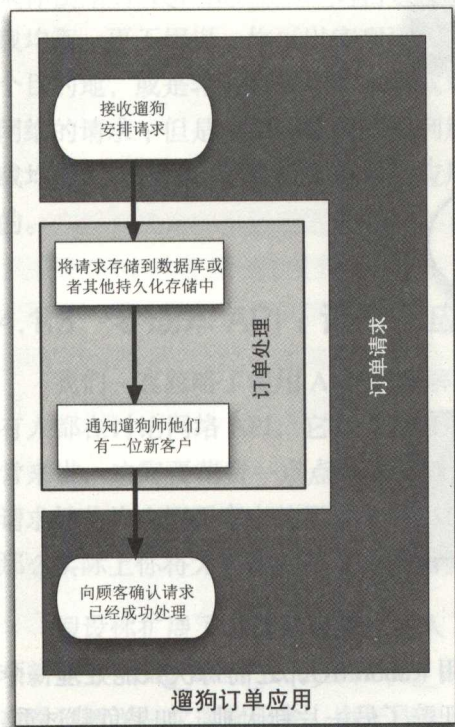 接收遛狗
安排请求
将请求存储到数据库或
者其他持久化存储中
订单处理
订单请求
通知遛狗师他们
有一位新客户
向顾客确认请求
已经成功处理
遛狗订单应用